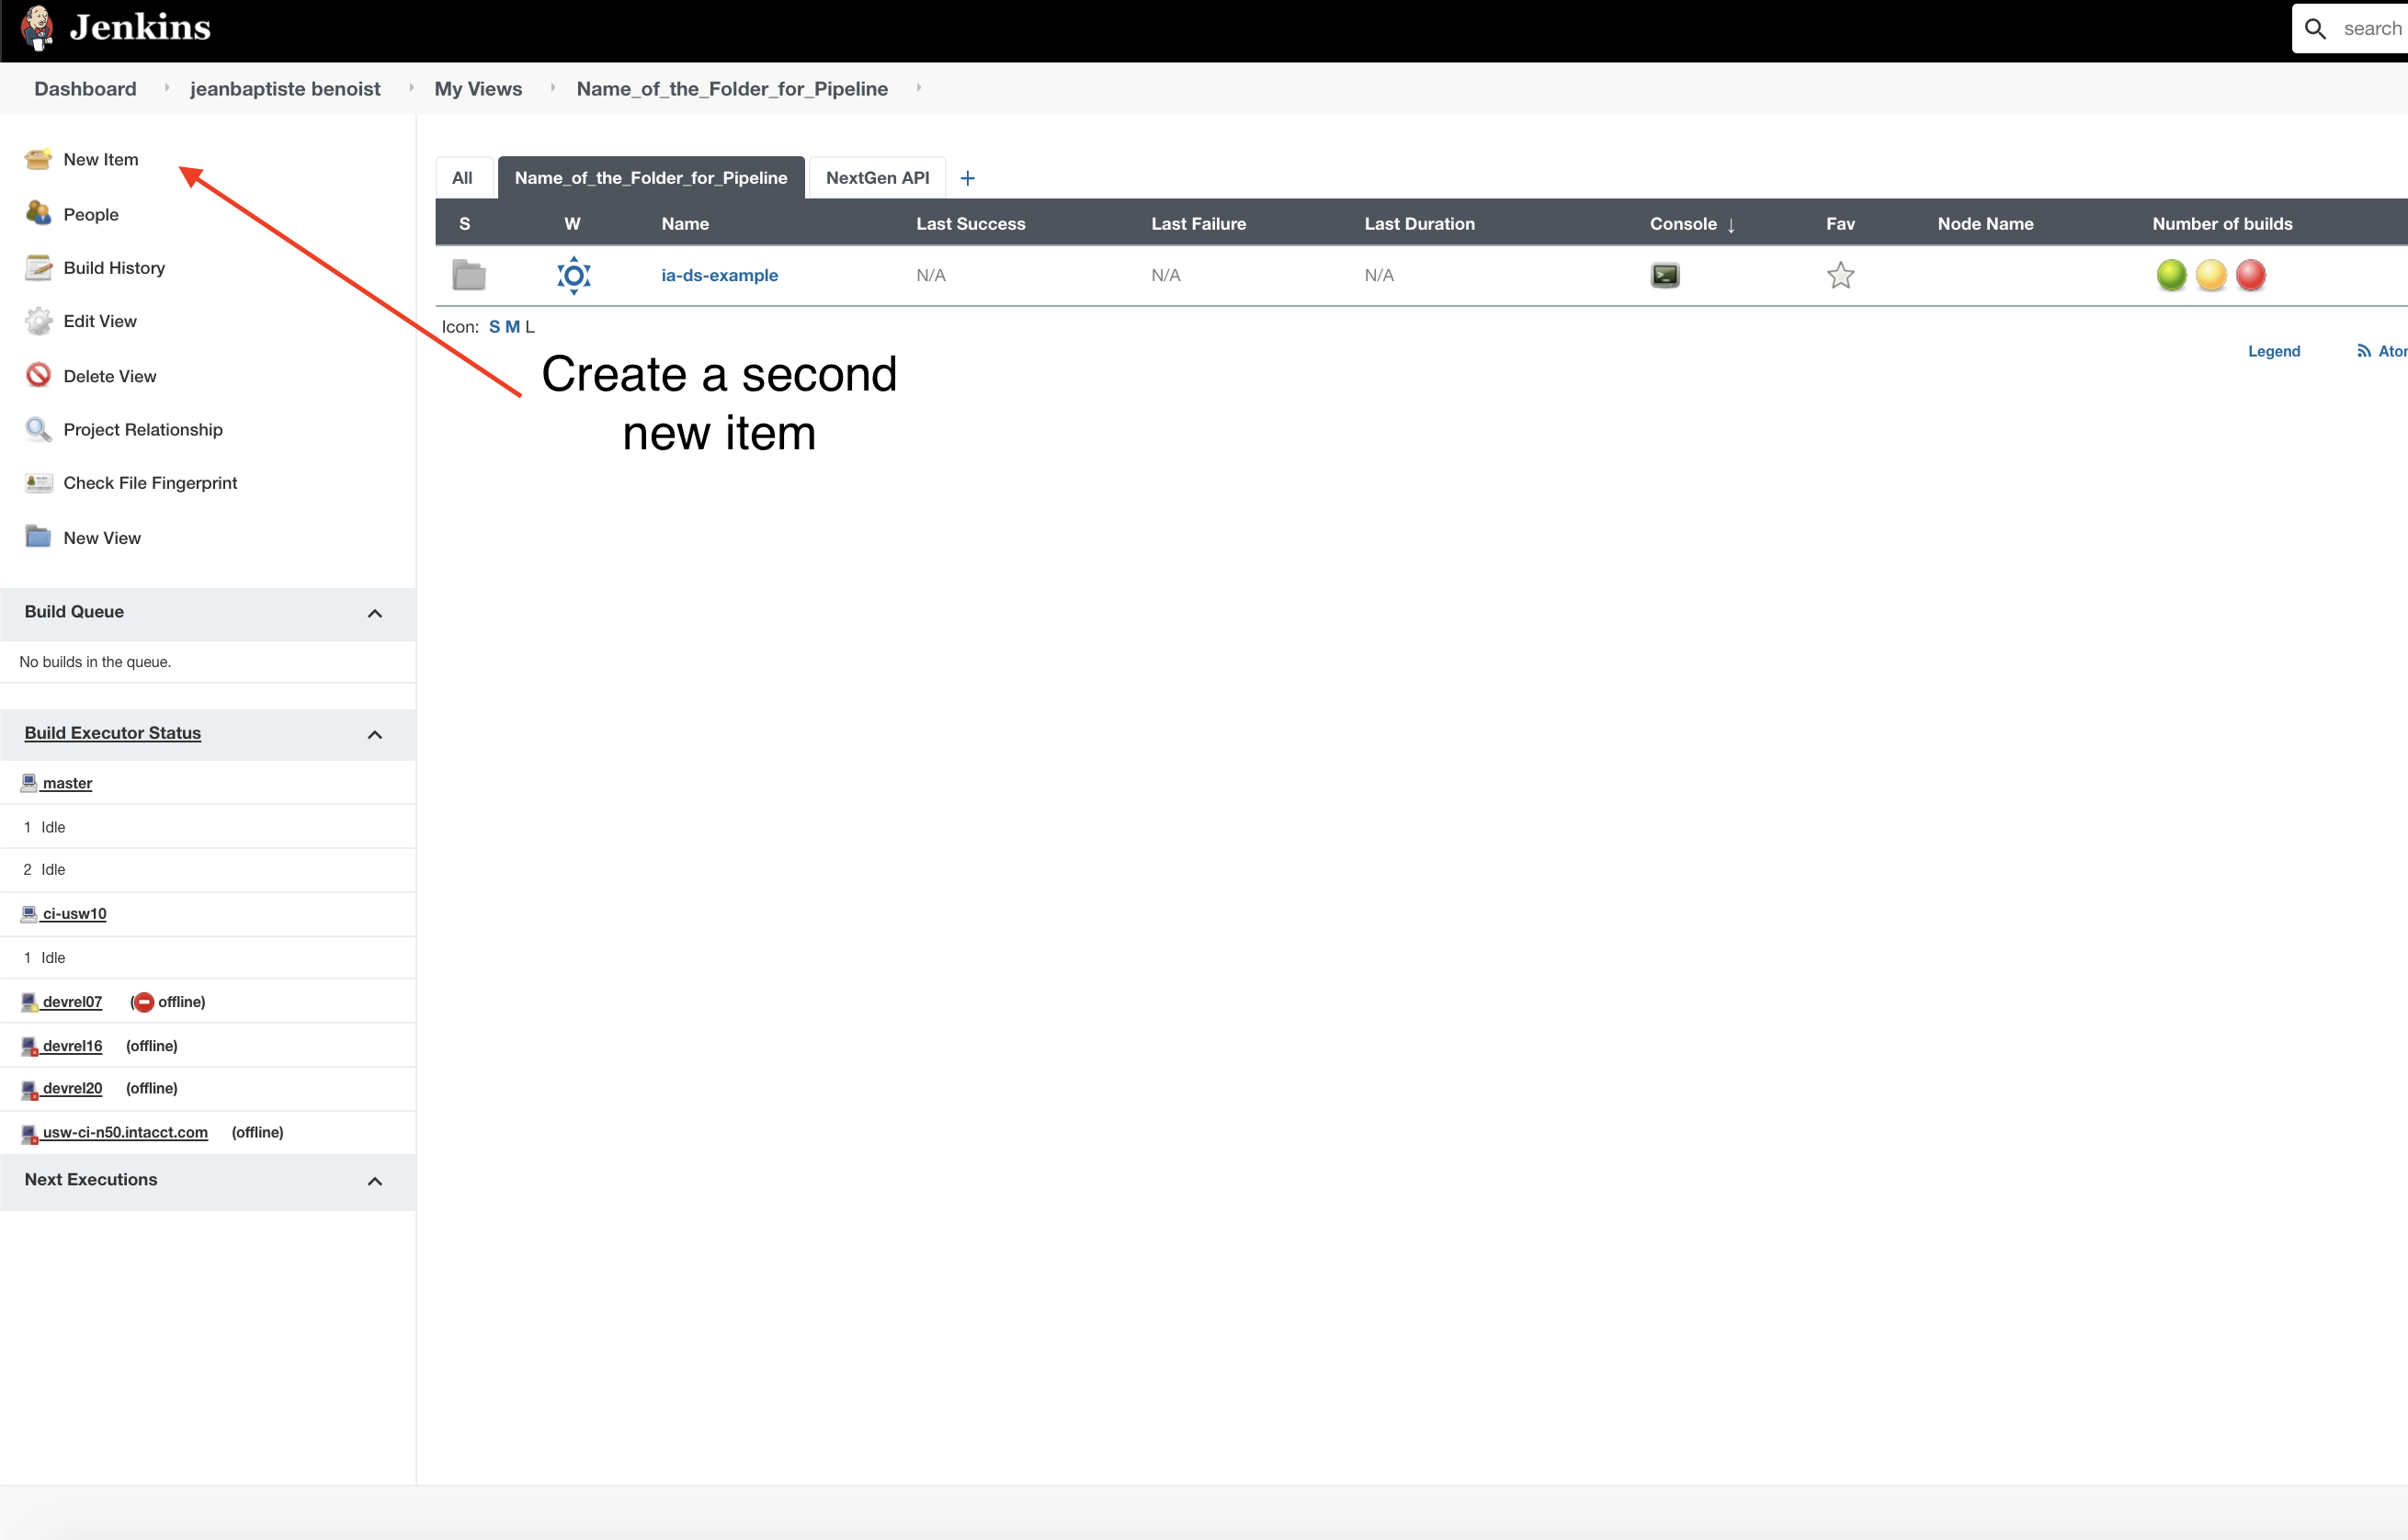 Jenkins
search
Dashboard jeanbaptiste benoist My Views Name_of_the_Folder_for_Pipeline
New Item
People
Build History
Edit View
Delete View
Project Relationship
Check File Fingerprint
New View
Build Queue
No builds in the queue.
Build Executor Status
master
1 Idle
2 Idle
ci-usw10
1 Idle
devrel07 (offline)
devrel16 (offline)
devrel20 (offline)
usw-ci-n50.intacct.com (offline)
Next Executions
All Name_of_the_Folder_for_Pipeline NextGen API +
S W Name Last Success Last Failure Last Duration Console ↓ Fav Node Name Number of builds
ia-ds-example N/A N/A N/A
Icon: S M L
Legend
Create a second
new item